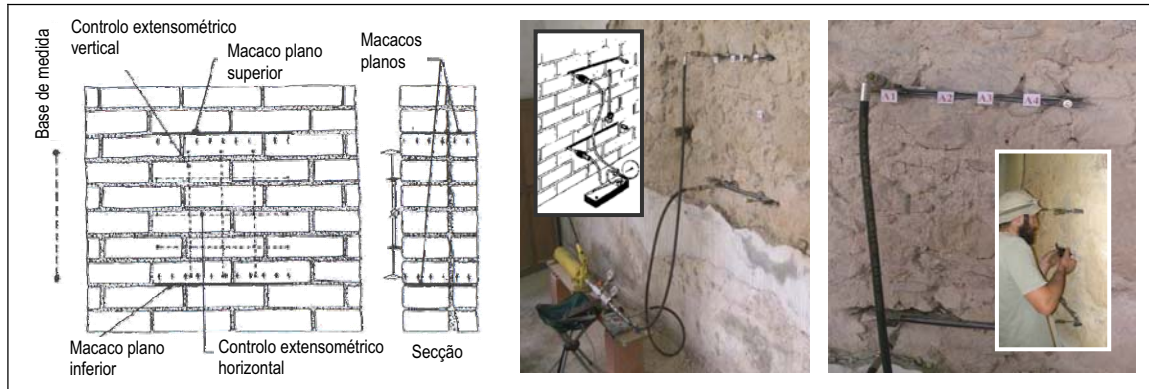 Controlo extensométrico
vertical
Macaco plano
superior
Macacos
planos
Base de medida
Macaco plano
inferior
Controlo extensométrico
horizontal
Secção
A1
A2
A3
A4